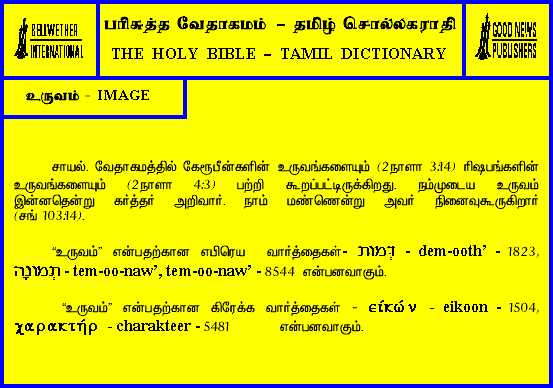 BELLWETHER
INTERNATIONAL
பரிசுத்த வேதாகமம் – தமிழ் சொல்லகராதி
THE HOLY BIBLE – TAMIL DICTIONARY
GOOD NEWS
PUBLISHERS
உருவம் - IMAGE
சாயல். வேதாகமத்தில் கேரூபீன்களின் உருவங்களையும் (2நாளா 3:14) ரிஷபங்களின்
உருவங்களையும் (2நாளா 4:3) பற்றி கூறப்பட்டிருக்கிறது. நம்முடைய உருவம்
இன்னதென்று கர்த்தர் அறிவார். நாம் மண்ணென்று அவர் நினைவுகூருகிறார்
(சங் 103:14).
“உருவம்” என்பதற்கான எபிரெய வார்த்தைகள்- דְּמוּת - dem-ooth’ - 1823,
תְּמוּנָה - tem-oo-naw’, tem-oo-naw’ - 8544 என்பனவாகும்.
“உருவம்” என்பதற்கான கிரேக்க வார்த்தைகள் - εἰκών - eikoon - 1504,
χαρακτήρ - charakteer - 5481 என்பனவாகும்.